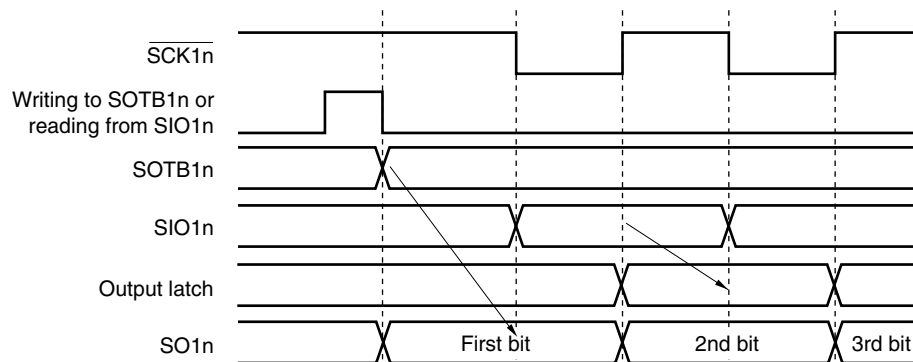 SCK1n
Writing to SOTB1n or
reading from SIO1n
SOTB1n
SIO1n
Output latch
SO1n
First bit
2nd bit
3rd bit